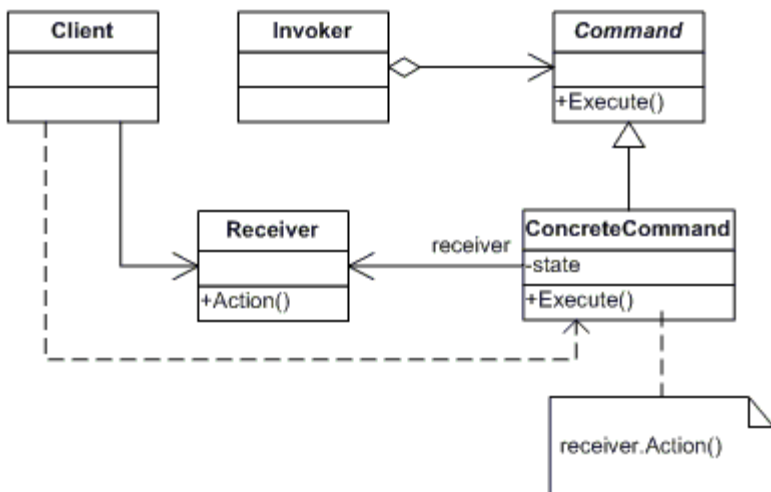 Client
Invoker
Command
+Execute()
Receiver
+Action()
receiver
ConcreteCommand
-state
+Execute()
receiver.Action()